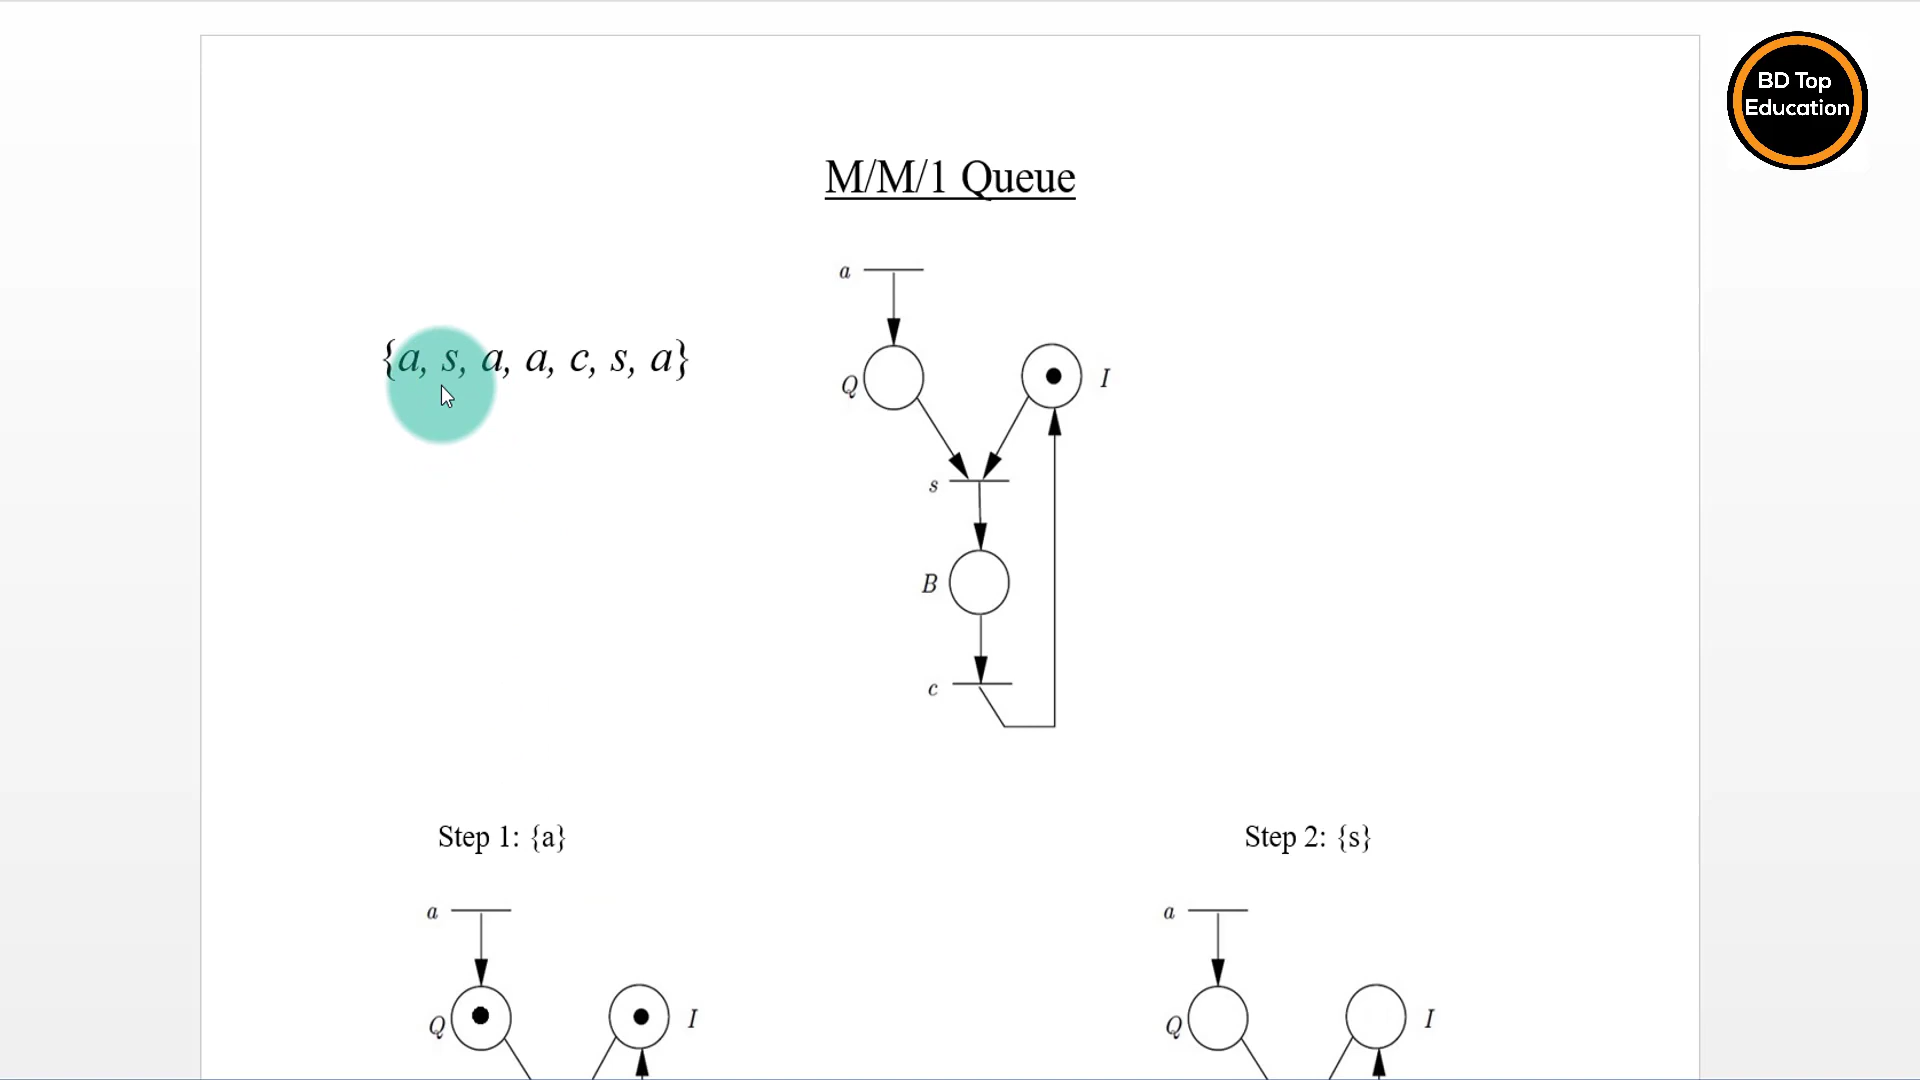 BD Top
Education
M/M/1 Queue
a
{a, s, a, a, c, s, a}
Q
I
s
B
c
Step 1: {a}
Step 2: {s}
a
a
Q
I
Q
I